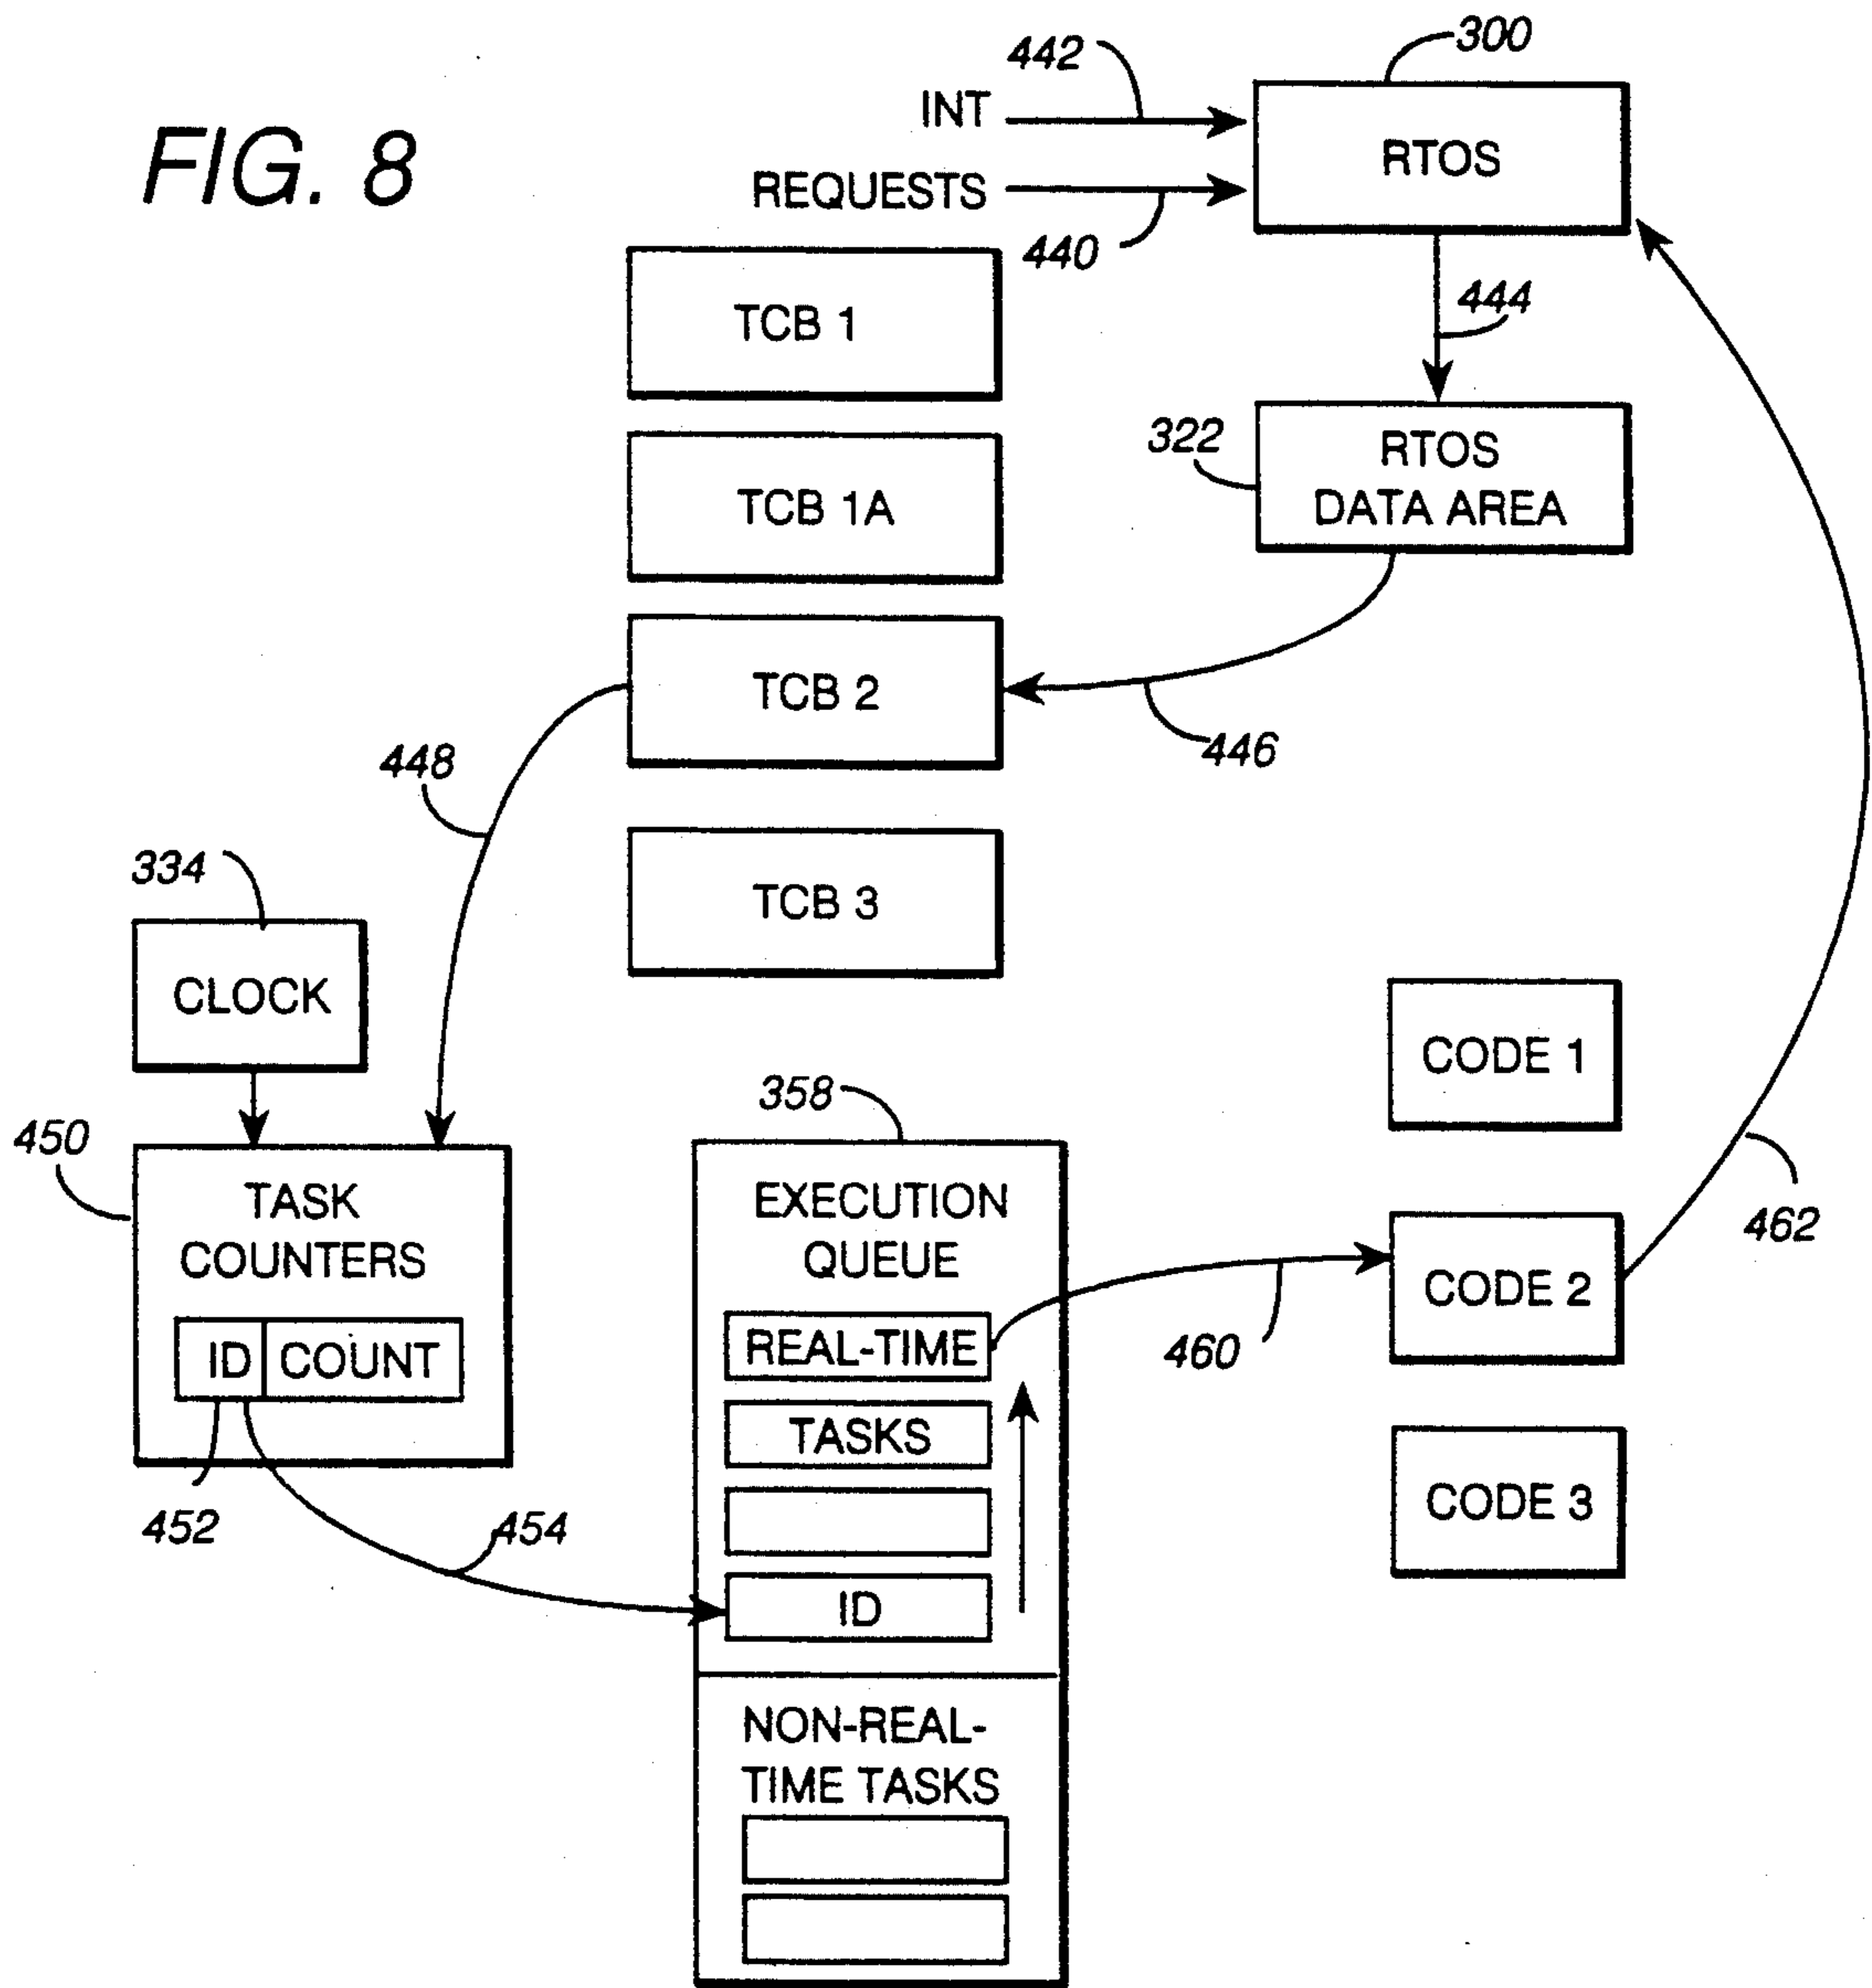 FIG. 8
442
300
INT
RTOS
REQUESTS
440
TCB 1
444
322
RTOS
DATA AREA
TCB 1A
TCB 2
446
448
334
TCB 3
CLOCK
CODE 1
358
450
TASK
COUNTERS
EXECUTION
QUEUE
462
CODE 2
ID
COUNT
REAL-TIME
460
TASKS
CODE 3
452
454
ID
NON-REAL-
TIME TASKS